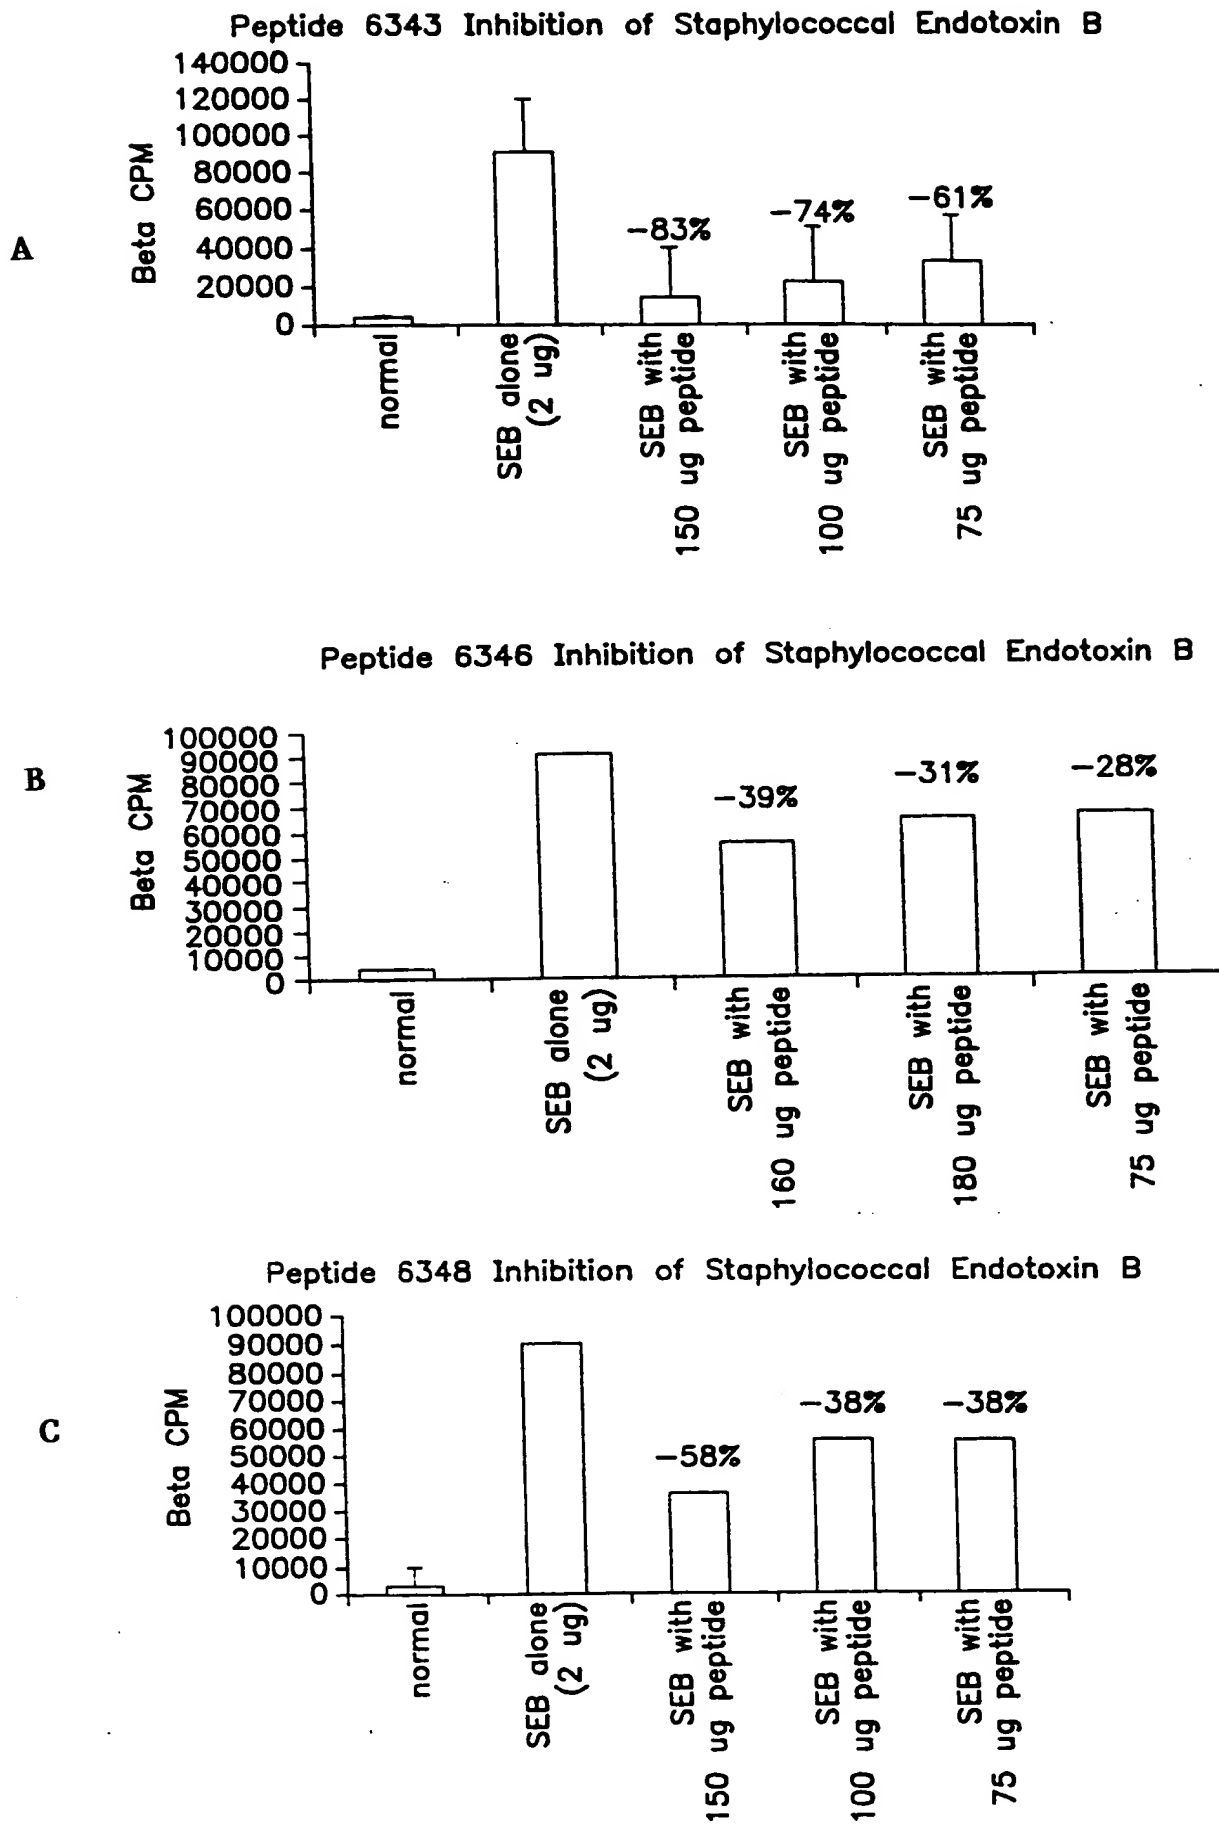 Peptide 6343 Inhibition of Staphylococcal Endotoxin B
140000
120000
100000
80000
60000
40000
20000
0
Beta CPM
A
-83%
-74%
-61%
normal
SEB alone
(2 ug)
SEB with
150 ug peptide
SEB with
100 ug peptide
SEB with
75 ug peptide
Peptide 6346 Inhibition of Staphylococcal Endotoxin B
100000
90000
80000
70000
60000
50000
40000
30000
20000
10000
0
Beta CPM
B
-39%
-31%
-28%
normal
SEB alone
(2 ug)
SEB with
160 ug peptide
SEB with
180 ug peptide
SEB with
75 ug peptide
Peptide 6348 Inhibition of Staphylococcal Endotoxin B
100000
90000
80000
70000
60000
50000
40000
30000
20000
10000
0
Beta CPM
C
-58%
-38%
-38%
normal
SEB alone
(2 ug)
SEB with
150 ug peptide
SEB with
100 ug peptide
SEB with
75 ug peptide